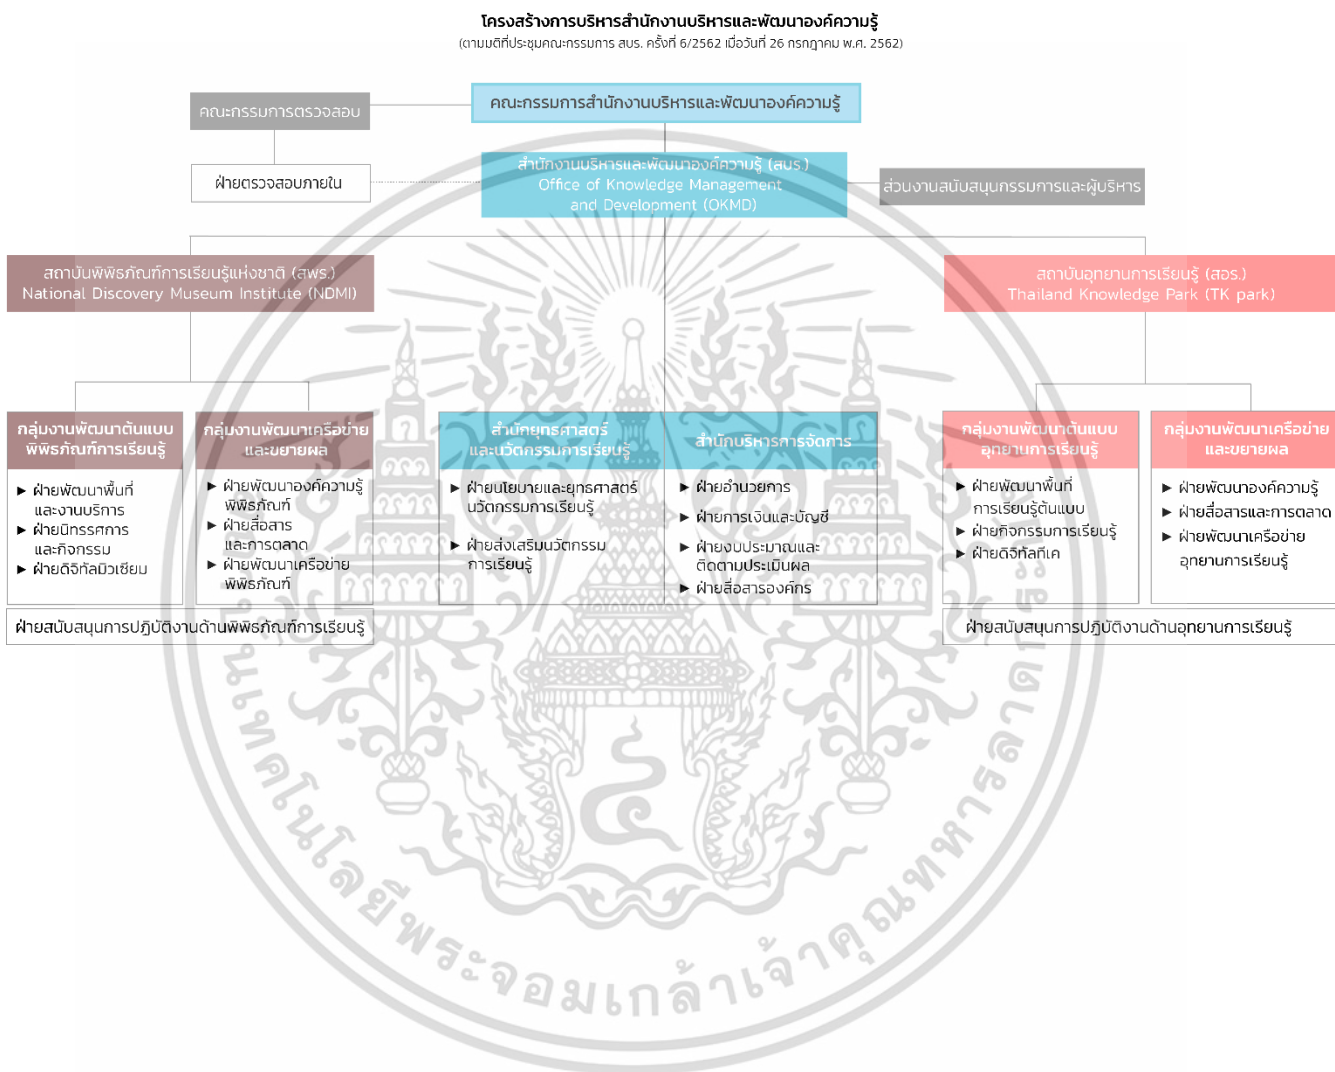 โครงสร้างการบริหารสำนักงานบริหารและพัฒนาองค์ความรู้
(ตามมติที่ประชุมคณะกรรมการ สบร. ครั้งที่ 6/2562 เมื่อวันที่ 26 กรกฎาคม พ.ศ. 2562)
คณะกรรมการสำนักงานบริหารและพัฒนาองค์ความรู้
คณะกรรมการตรวจสอบ
ฝ่ายตรวจสอบภายใน
สำนักงานบริหารและพัฒนาองค์ความรู้ (สบร.)
Office of Knowledge Management
and Development (OKMD)
ส่วนงานสนับสนุนกรรมการและผู้บริหาร
สถาบันพิพิธภัณฑ์การเรียนรู้แห่งชาติ (สพร.)
National Discovery Museum Institute (NDMI)
สถาบันอุทยานการเรียนรู้ (สอร.)
Thailand Knowledge Park (TK park)
กลุ่มงานพัฒนาต้นแบบ
พิพิธภัณฑ์การเรียนรู้
► ฝ่ายพัฒนาพื้นที่
และงานบริการ
► ฝ่ายนิทรรศการ
และกิจกรรม
► ฝ่ายดิจิทัลมิวเซียม
กลุ่มงานพัฒนาเครือข่าย
และขยายผล
► ฝ่ายพัฒนาองค์ความรู้
พิพิธภัณฑ์
► ฝ่ายสื่อสาร
และการตลาด
► ฝ่ายพัฒนาเครือข่าย
พิพิธภัณฑ์
ฝ่ายสนับสนุนการปฏิบัติงานด้านพิพิธภัณฑ์การเรียนรู้
สำนักยุทธศาสตร์
และนวัตกรรมการเรียนรู้
► ฝ่ายนโยบายและยุทธศาสตร์
นวัตกรรมการเรียนรู้
► ฝ่ายส่งเสริมนวัตกรรม
การเรียนรู้
สำนักบริหารการจัดการ
► ฝ่ายอำนวยการ
► ฝ่ายการเงินและบัญชี
► ฝ่ายงบประมาณและ
ติดตามประเมินผล
► ฝ่ายสื่อสารองค์กร
กลุ่มงานพัฒนาต้นแบบ
อุทยานการเรียนรู้
► ฝ่ายพัฒนาพื้นที่
การเรียนรู้ต้นแบบ
► ฝ่ายกิจกรรมการเรียนรู้
► ฝ่ายดิจิทัลทีเค
กลุ่มงานพัฒนาเครือข่าย
และขยายผล
► ฝ่ายพัฒนาองค์ความรู้
► ฝ่ายสื่อสารและการตลาด
► ฝ่ายพัฒนาเครือข่าย
อุทยานการเรียนรู้
ฝ่ายสนับสนุนการปฏิบัติงานด้านอุทยานการเรียนรู้
สถาบันเทคโนโลยีพระจอมเกล้าเจ้าคุณทหารลาดกระบัง